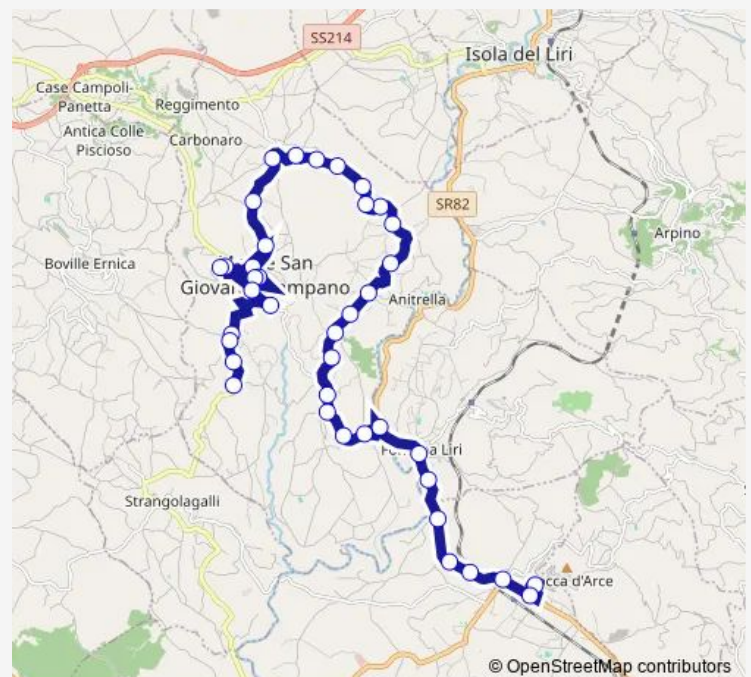 SS214
Isola del Liri
Case Campoli-
Panetta
Reggimento
Antica Colle
Piscioso
Carbonaro
SR82
Arpino
Boville Ernica
San
Giova
mpano
Anitrella
Liri
Strangolagalli
cca d'Arce
© OpenStreetMap contributors